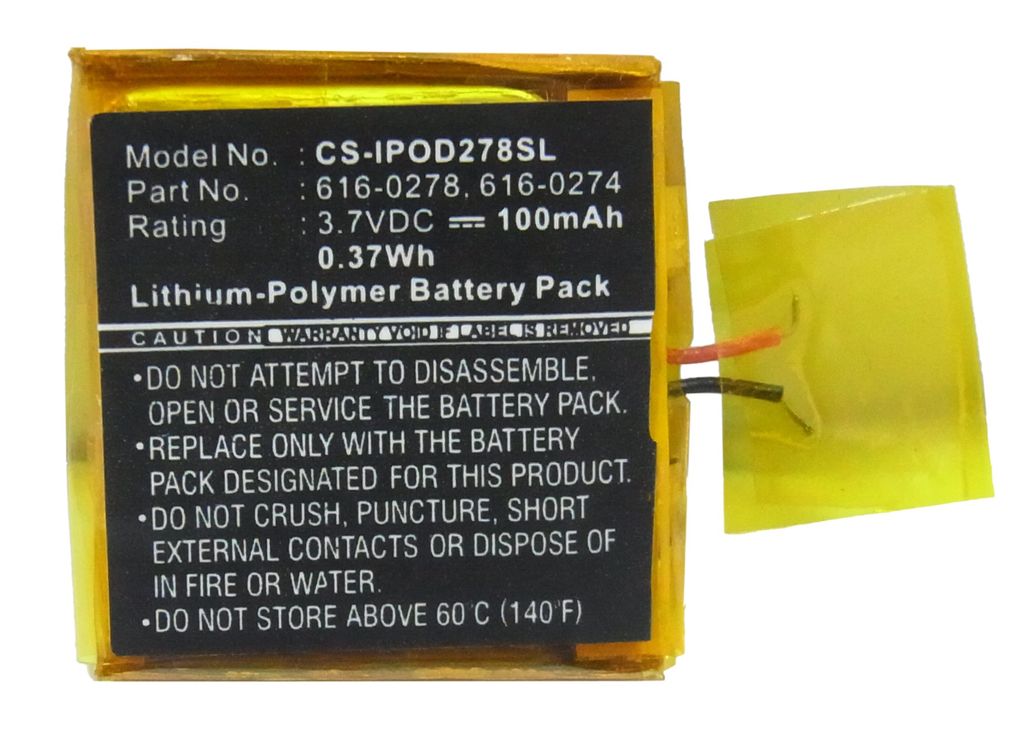 Model No. : CS-IPOD278SL
Part No. : 616-0278, 616-0274
Rating : 3.7VDC ⎓ 100mAh
0.37Wh
Lithium-Polymer Battery Pack
CAUTION WARRANTY VOID IF LABEL IS REMOVED
•DO NOT ATTEMPT TO DISASSEMBLE,
OPEN OR SERVICE THE BATTERY PACK.
•REPLACE ONLY WITH THE BATTERY
PACK DESIGNATED FOR THIS PRODUCT.
•DO NOT CRUSH, PUNCTURE, SHORT
EXTERNAL CONTACTS OR DISPOSE OF
IN FIRE OR WATER.
•DO NOT STORE ABOVE 60°C (140°F)